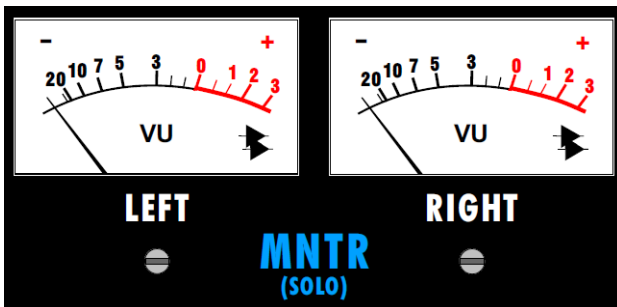 - + - +
20 10 7 5 3 0 1 2 3 20 10 7 5 3 0 1 2 3
VU VU
LEFT RIGHT
MNTR
(SOLO)